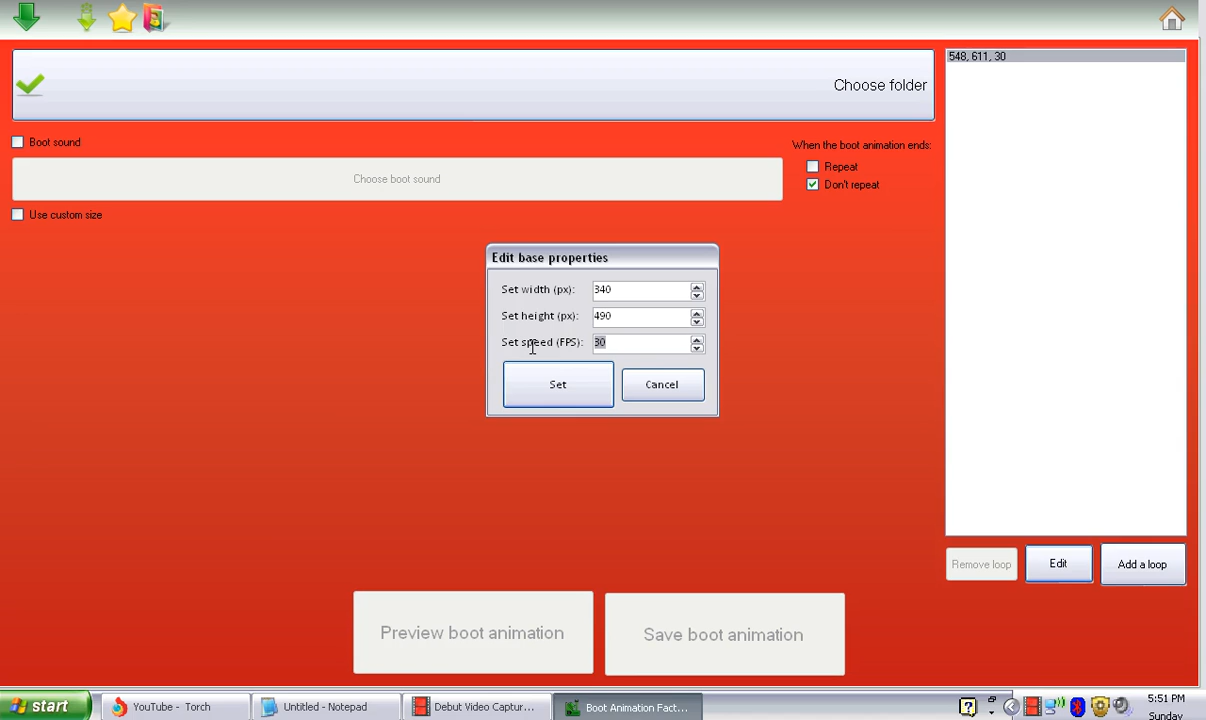 Choose folder
548, 611, 30
Boot sound
Choose boot sound
When the boot animation ends:
Repeat
Don't repeat
Use custom size
Edit base properties
Set width (px): 340
Set height (px): 490
Set speed (FPS): 30
Set Cancel
Remove loop Edit Add a loop
Preview boot animation Save boot animation
start YouTube - Torch Untitled - Notepad Debut Video Captur... Boot Animation Fact... 5:51 PM
Sunday